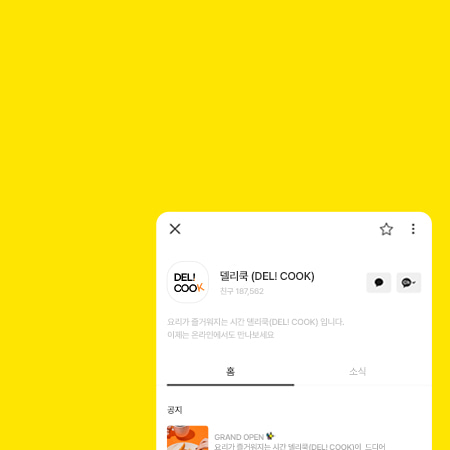 DEL!
COOK
델리쿡 (DEL! COOK)
친구 187,562
요리가 즐거워지는 시간 델리쿡(DEL! COOK) 입니다.
이제는 온라인에서도 만나보세요
홈
소식
공지
GRAND OPEN
요리가 즐거워지는 시간 델리쿡(DEL! COOK)이 드디어